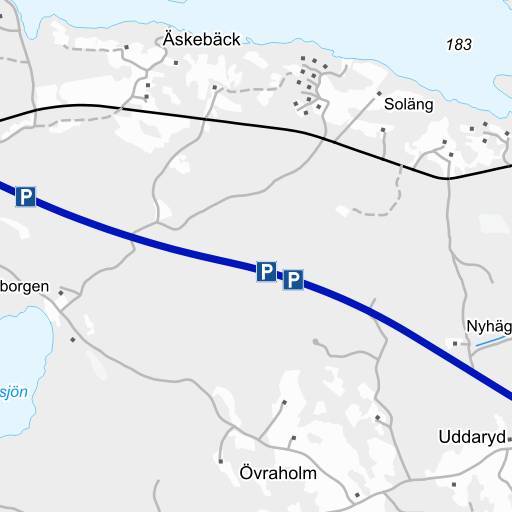 Äskebäck
183
Soläng
P
P
P
borgen
Nyhäg
sjön
Uddaryd
Övraholm